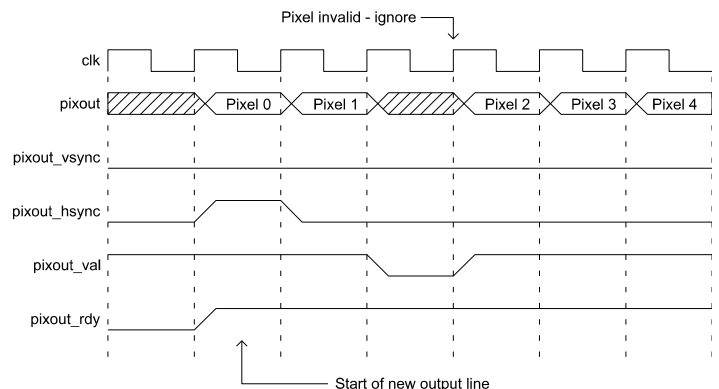 Pixel invalid - ignore
clk
pixout
Pixel 0
Pixel 1
Pixel 2
Pixel 3
Pixel 4
pixout_vsync
pixout_hsync
pixout_val
pixout_rdy
Start of new output line